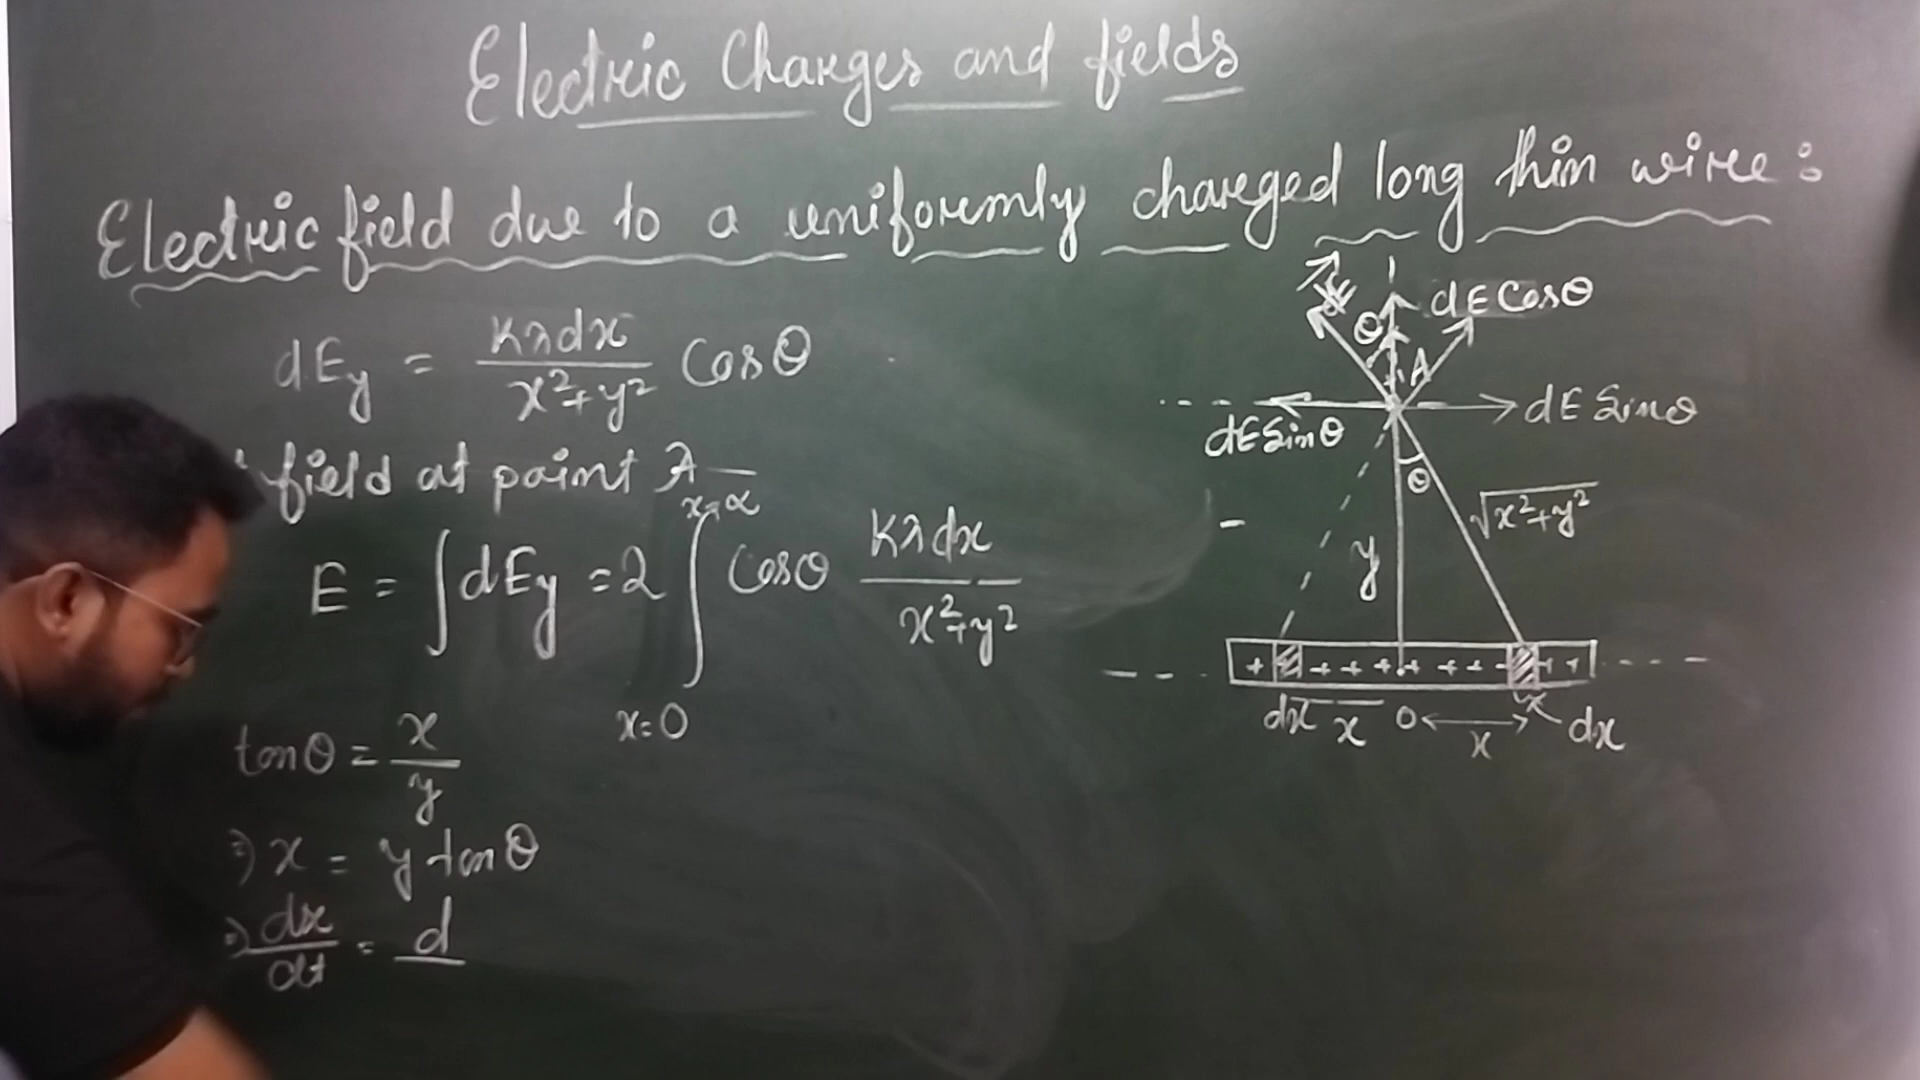 Electric Charges and fields
Electric field due to a uniformly charged long thin wire :
dEy = Kλdx / x²+y² Cosθ
field at point A
E = ∫dEy = 2 ∫ x=0 x=α Cosθ Kλdx / x²+y²
tanθ = x / y
⇒ x = y tanθ
⇒ dx / dt = d
dE Cosθ
θ
A
dE Sinθ
dE Sinθ
θ
√x²+y²
y
+ + + + + + + + + +
dx x O x dx